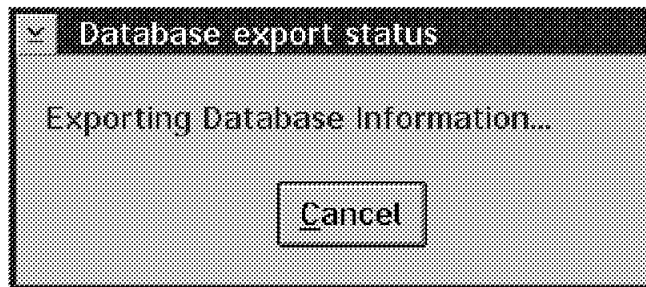 Database export status
Exporting Database Information...
Cancel